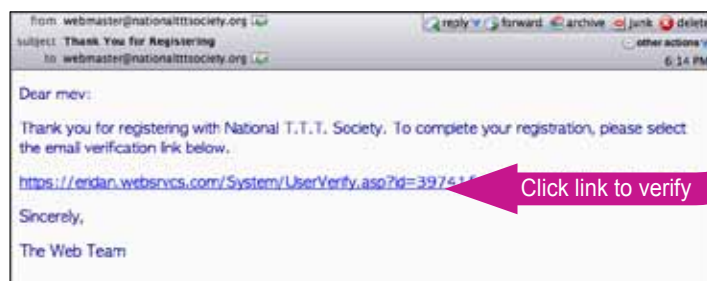 from webmaster@nationaltttsociety.org
reply forward archive junk delete
subject Thank You for Registering
other actions
to webmaster@nationaltttsociety.org
6:14 PM
Dear mev:
Thank you for registering with National T.T.T. Society. To complete your registration, please select
the email verification link below.
https://eridan.websrvcs.com/System/UserVerify.asp?id=39741
Click link to verify
Sincerely,
The Web Team